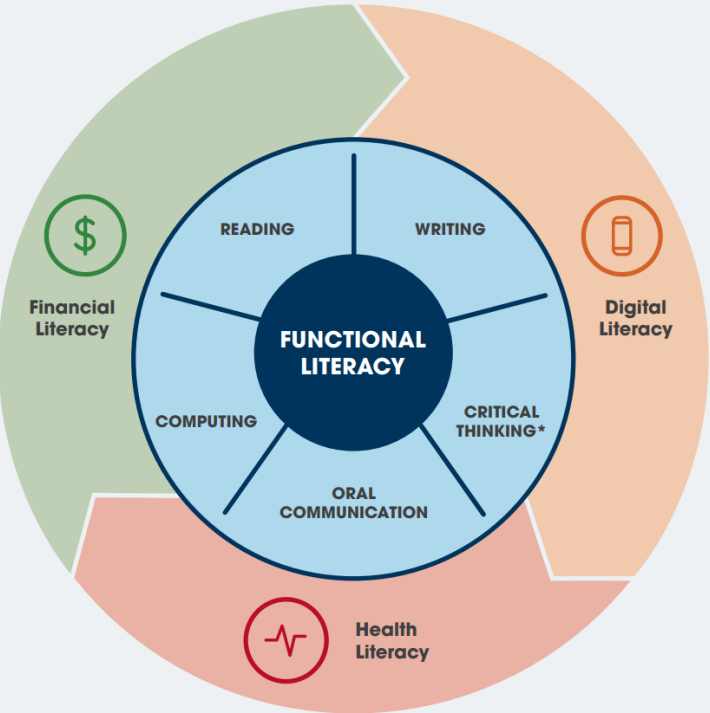 READING
WRITING
$
Financial
Literacy
Digital
Literacy
FUNCTIONAL
LITERACY
COMPUTING
CRITICAL
THINKING*
ORAL
COMMUNICATION
Health
Literacy